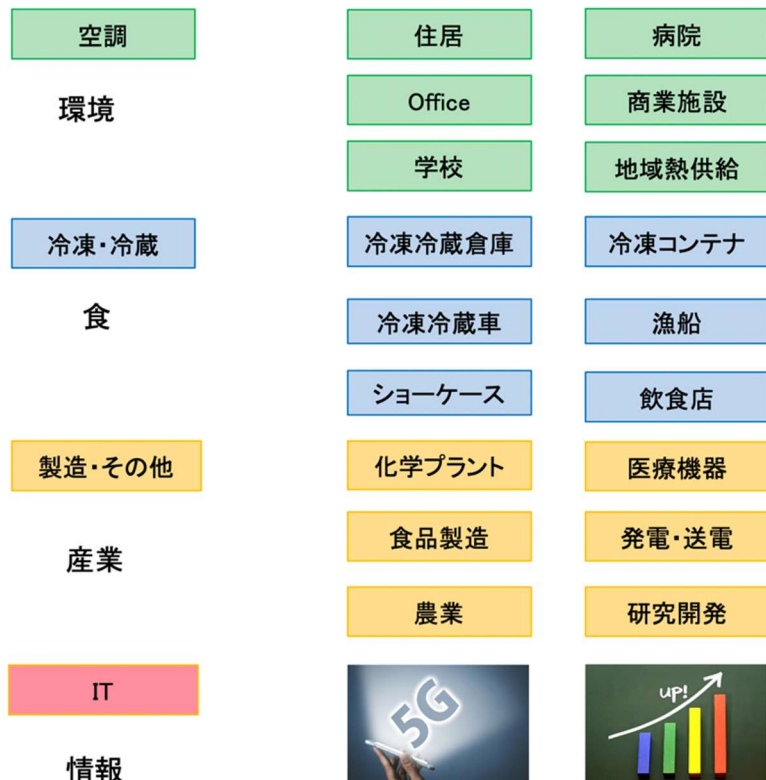 空調
住居
病院
環境
Office
商業施設
学校
地域熱供給
冷凍・冷蔵
冷凍冷蔵倉庫
冷凍コンテナ
食
冷凍冷蔵車
漁船
ショーケース
飲食店
製造・その他
化学プラント
医療機器
産業
食品製造
発電・送電
農業
研究開発
IT
5G
up!
情報